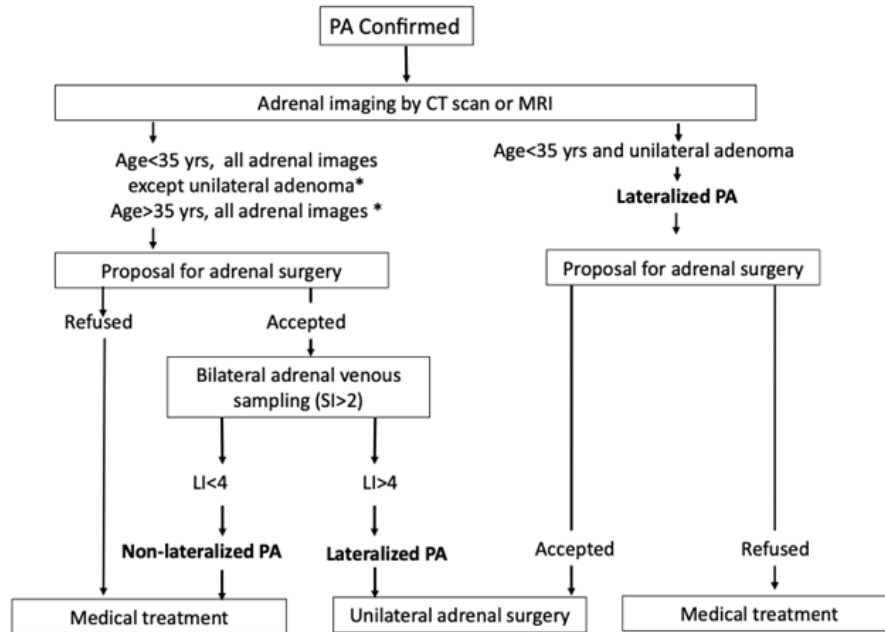 PA Confirmed
Adrenal imaging by CT scan or MRI
Age<35 yrs, all adrenal images
except unilateral adenoma*
Age>35 yrs, all adrenal images *
Age<35 yrs and unilateral adenoma
Lateralized PA
Proposal for adrenal surgery
Proposal for adrenal surgery
Refused
Accepted
Bilateral adrenal venous
sampling (SI>2)
LI<4
LI>4
Non-lateralized PA
Lateralized PA
Accepted
Refused
Medical treatment
Unilateral adrenal surgery
Medical treatment